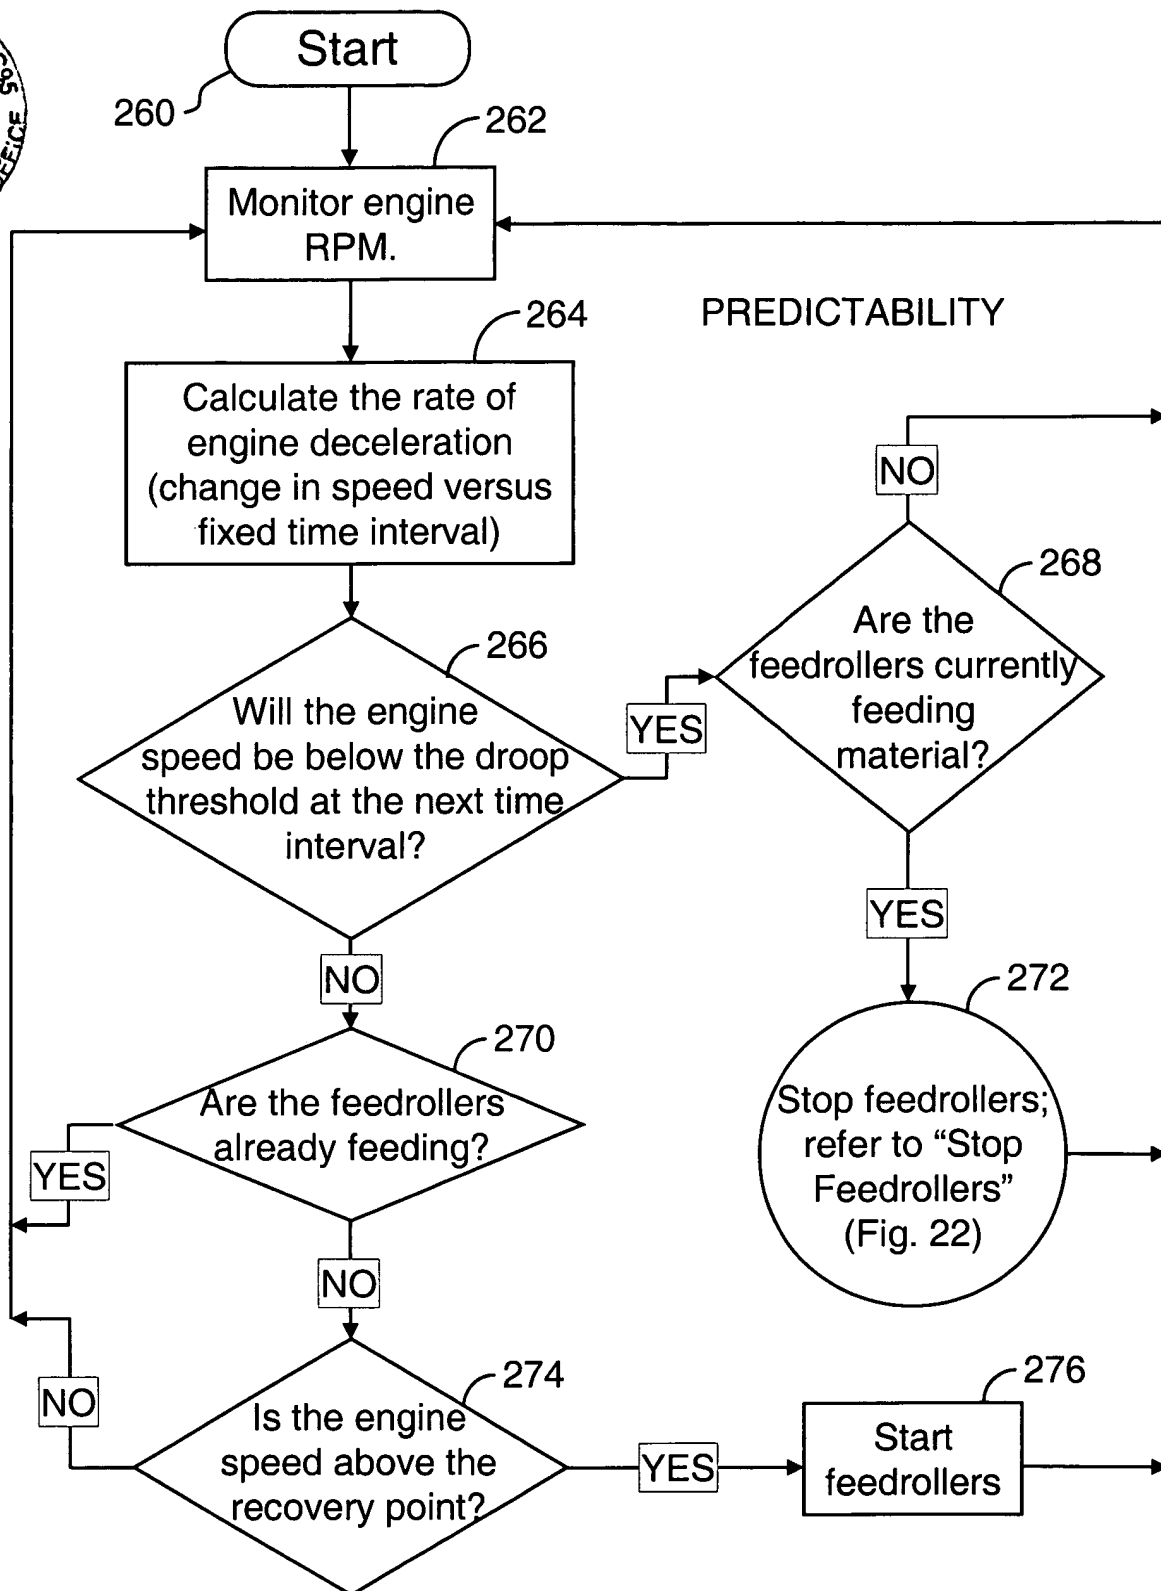 Start
260
262
Monitor engine
RPM.
264
PREDICTABILITY
Calculate the rate of
engine deceleration
(change in speed versus
fixed time interval)
NO
268
Are the
feedrollers currently
feeding
material?
266
Will the engine
speed be below the droop
threshold at the next time
interval?
YES
YES
NO
272
270
Are the feedrollers
already feeding?
YES
Stop feedrollers;
refer to “Stop
Feedrollers”
(Fig. 22)
NO
274
276
NO
Is the engine
speed above the
recovery point?
YES
Start
feedrollers